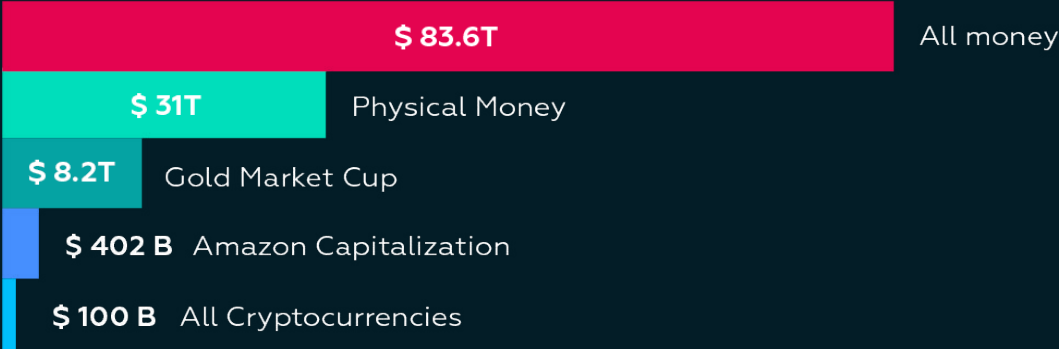 $ 83.6T All money
$ 31T Physical Money
$ 8.2T Gold Market Cup
$ 402 B Amazon Capitalization
$ 100 B All Cryptocurrencies